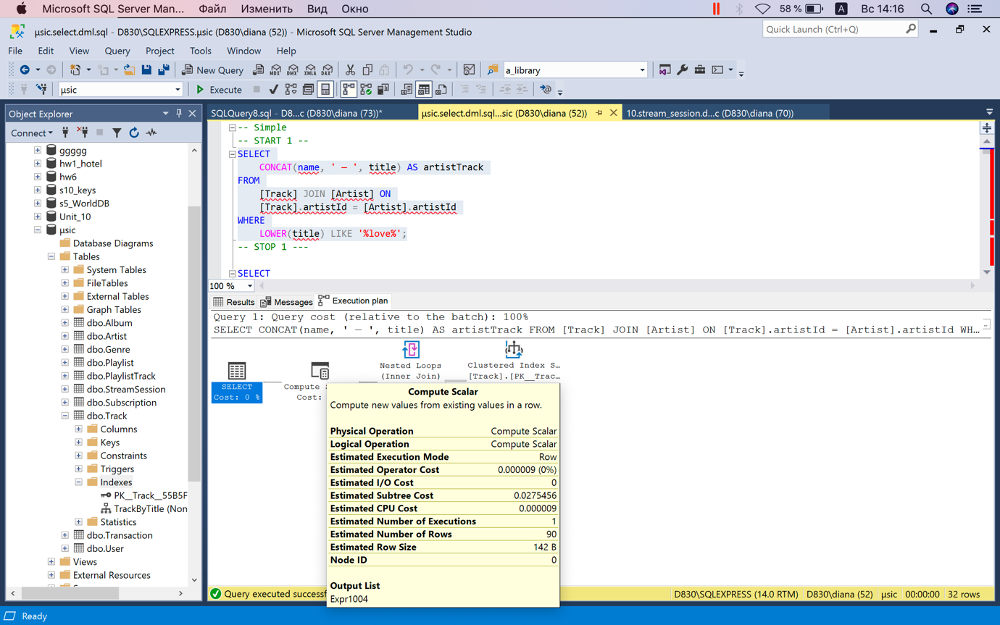 Microsoft SQL Server Man... Файл Изменить Вид Окно 58 % A Вс 14:16
µsic.select.dml.sql - D830\SQLEXPRESS.µsic (D830\diana (52)) - Microsoft SQL Server Management Studio
Quick Launch (Ctrl+Q)
File Edit View Query Project Tools Window Help
New Query MDX DMX XMLA DAX a_library
µsic Execute
Object Explorer
Connect
ggggg
hw1_hotel
hw6
s10_keys
s5_WorldDB
Unit_10
µsic
Database Diagrams
Tables
System Tables
FileTables
External Tables
Graph Tables
dbo.Album
dbo.Artist
dbo.Genre
dbo.Playlist
dbo.PlaylistTrack
dbo.StreamSession
dbo.Subscription
dbo.Track
Columns
Keys
Constraints
Triggers
Indexes
PK__Track__55B5F
TrackByTitle (Non
Statistics
dbo.Transaction
dbo.User
Views
External Resources
SQLQuery8.sql - D8...c (D830\diana (73))*
µsic.select.dml.sql...sic (D830\diana (52))
10.stream_session.d...c (D830\diana (70))
-- Simple
-- START 1 --
SELECT
CONCAT(name, ' — ', title) AS artistTrack
FROM
[Track] JOIN [Artist] ON
[Track].artistId = [Artist].artistId
WHERE
LOWER(title) LIKE '%love%';
-- STOP 1 ---
SELECT
100 %
Results Messages Execution plan
Query 1: Query cost (relative to the batch): 100%
SELECT CONCAT(name, ' — ', title) AS artistTrack FROM [Track] JOIN [Artist] ON [Track].artistId = [Artist].artistId WH...
SELECT
Cost: 0 %
Compute
Cost:
Nested Loops
(Inner Join)
Clustered Index S...
[Track].[PK__Trac...
Compute Scalar
Compute new values from existing values in a row.
Physical Operation Compute Scalar
Logical Operation Compute Scalar
Estimated Execution Mode Row
Estimated Operator Cost 0.000009 (0%)
Estimated I/O Cost 0
Estimated Subtree Cost 0.0275456
Estimated CPU Cost 0.000009
Estimated Number of Executions 1
Estimated Number of Rows 90
Estimated Row Size 142 B
Node ID 0
Output List
Expr1004
Query executed successf
D830\SQLEXPRESS (14.0 RTM) D830\diana (52) µsic 00:00:00 32 rows
Ready